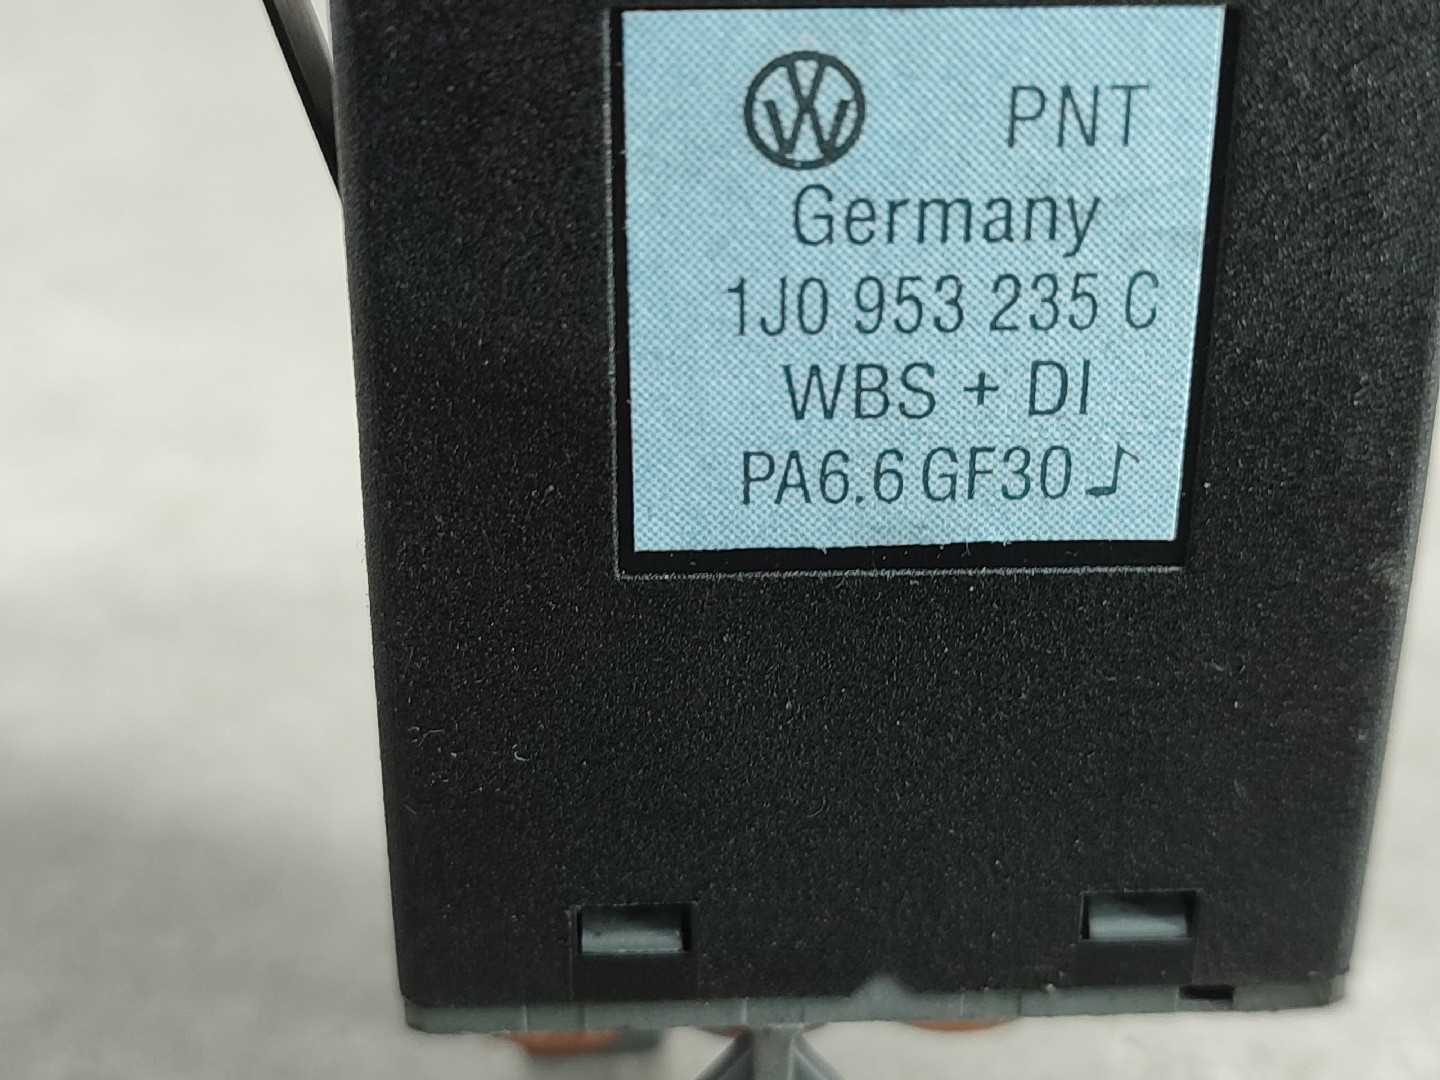 PNT
Germany
1J0 953 235 C
WBS + DI
PA6.6 GF30